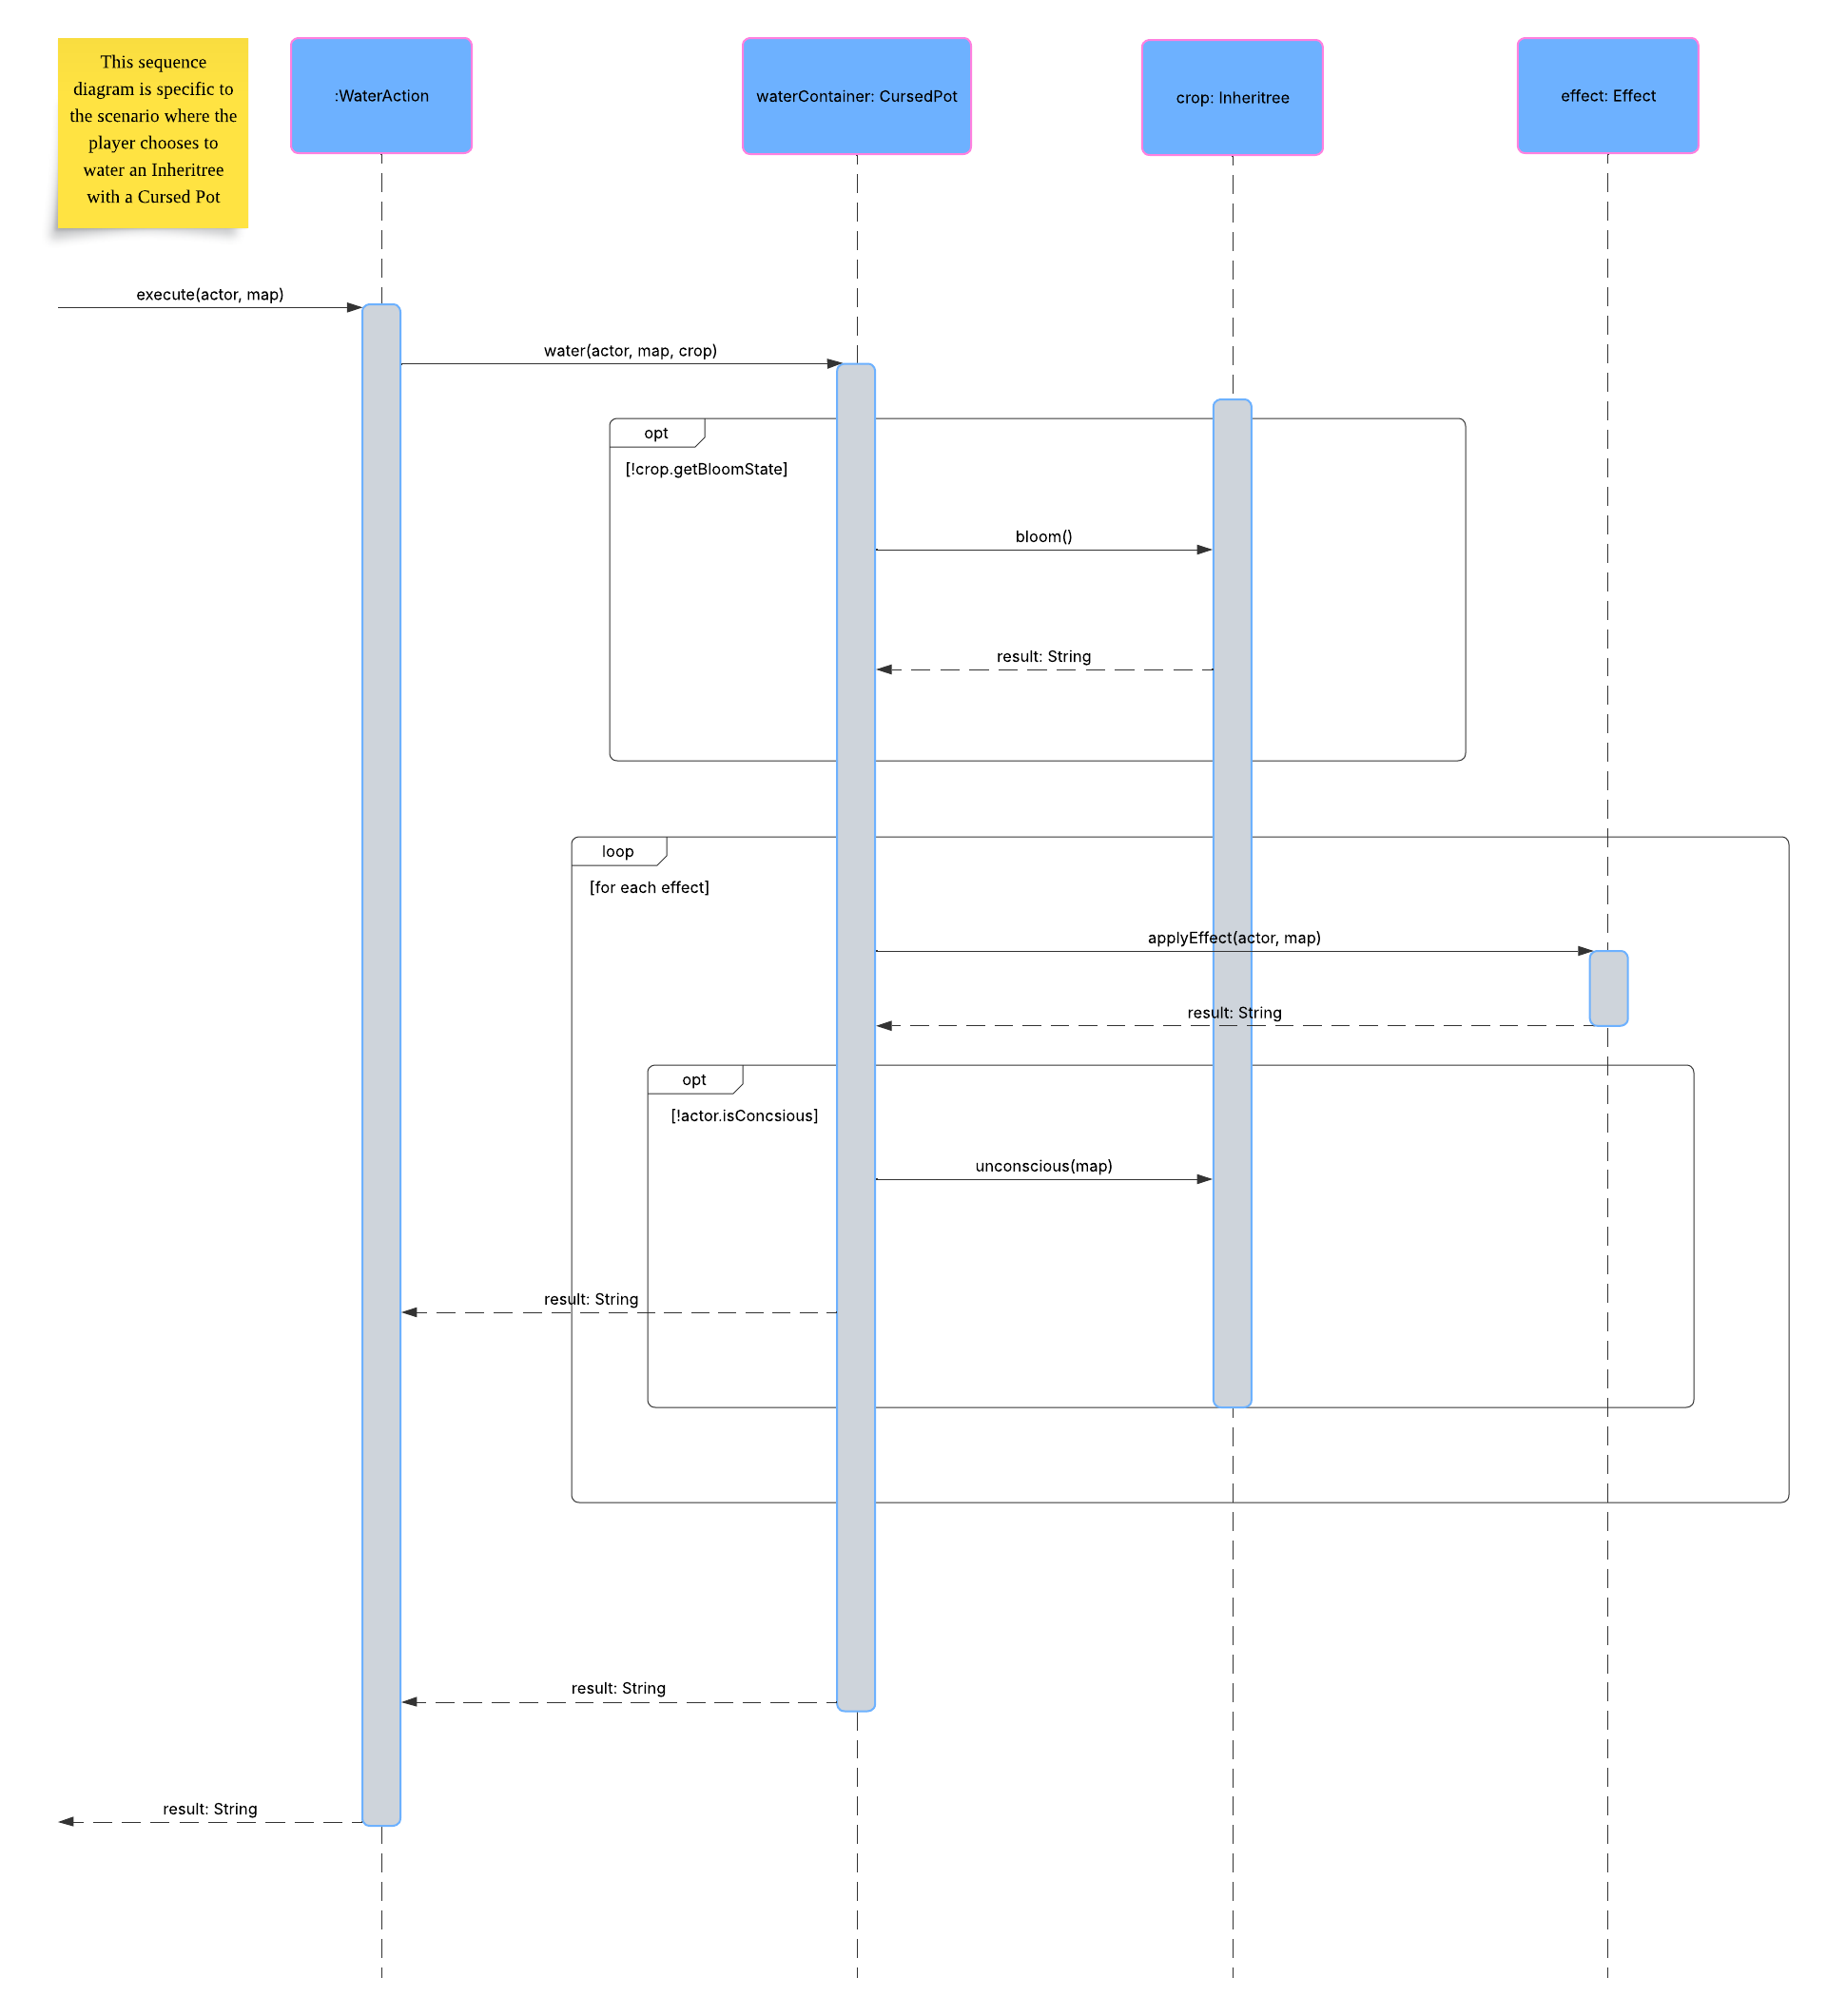 This sequence
diagram is specific to
the scenario where the
player chooses to
water an Inheritree
with a Cursed Pot
:WaterAction
waterContainer: CursedPot
crop: Inheritree
effect: Effect
execute(actor, map)
water(actor, map, crop)
opt
[!crop.getBloomState]
bloom()
result: String
loop
[for each effect]
applyEffect(actor, map)
result: String
opt
[!actor.isConcsious]
unconscious(map)
result: String
result: String
result: String